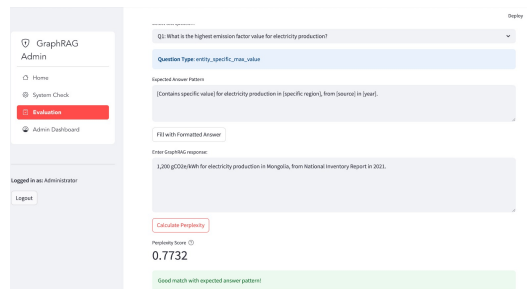 Deploy
GraphRAG
Admin
Home
System Check
Evaluation
Admin Dashboard
Logged in as: Administrator
Logout
Q1: What is the highest emission factor value for electricity production?
Question Type: entity_specific_max_value
Expected Answer Pattern
[Contains specific value] for electricity production in [specific region], from [source] in [year].
Fill with Formatted Answer
Enter GraphRAG response:
1,200 gCO2e/kWh for electricity production in Mongolia, from National Inventory Report in 2021.
Calculate Perplexity
Perplexity Score
0.7732
Good match with expected answer pattern!